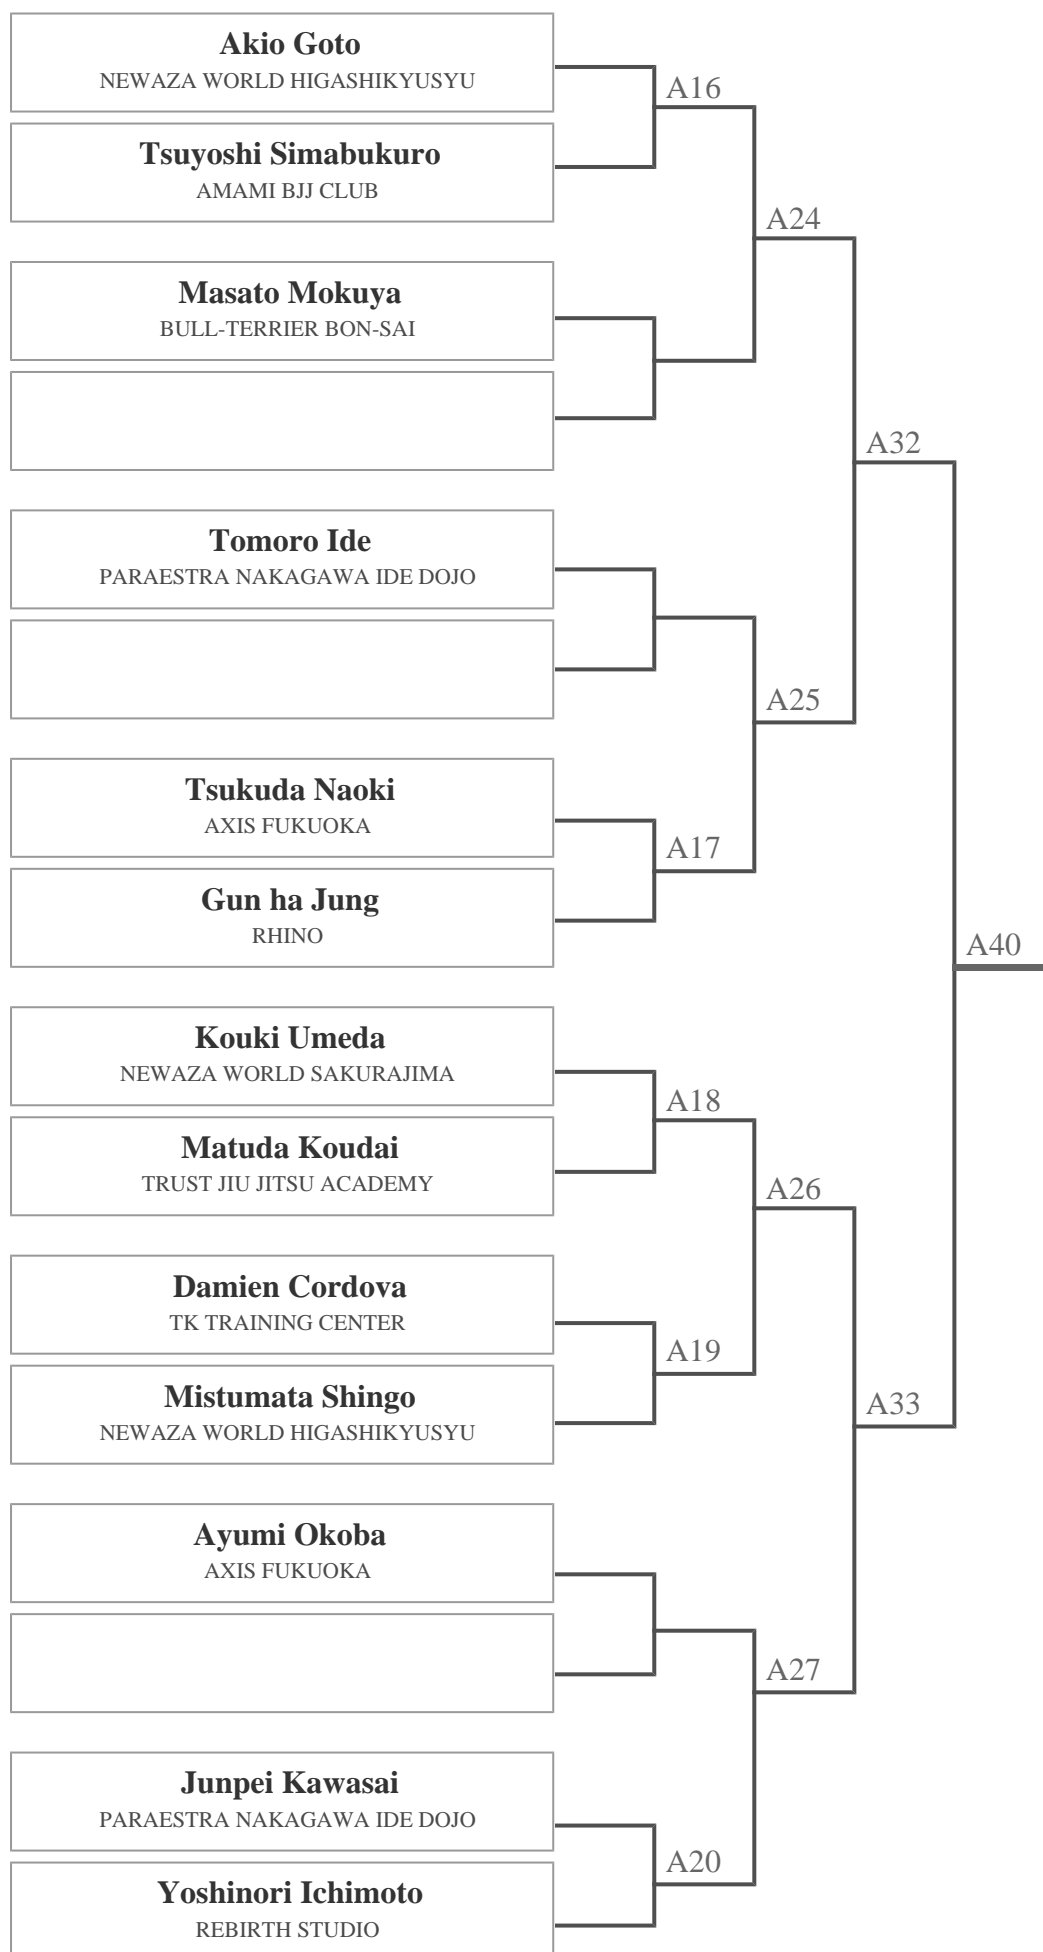 Akio Goto
NEWAZA WORLD HIGASHIKYUSYU
A16
Tsuyoshi Simabukuro
AMAMI BJJ CLUB
A24
Masato Mokuya
BULL-TERRIER BON-SAI
A32
Tomoro Ide
PARAESTRA NAKAGAWA IDE DOJO
A25
Tsukuda Naoki
AXIS FUKUOKA
A17
Gun ha Jung
RHINO
A40
Kouki Umeda
NEWAZA WORLD SAKURAJIMA
A18
Matuda Koudai
TRUST JIU JITSU ACADEMY
A26
Damien Cordova
TK TRAINING CENTER
A19
Mistumata Shingo
NEWAZA WORLD HIGASHIKYUSYU
A33
Ayumi Okoba
AXIS FUKUOKA
A27
Junpei Kawasai
PARAESTRA NAKAGAWA IDE DOJO
A20
Yoshinori Ichimoto
REBIRTH STUDIO